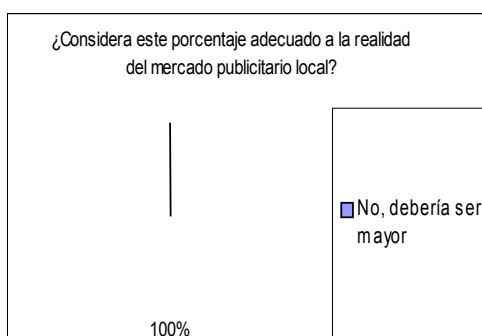 ¿Considera este porcentaje adecuado a la realidad
del mercado publicitario local?
No, debería ser
mayor
100%